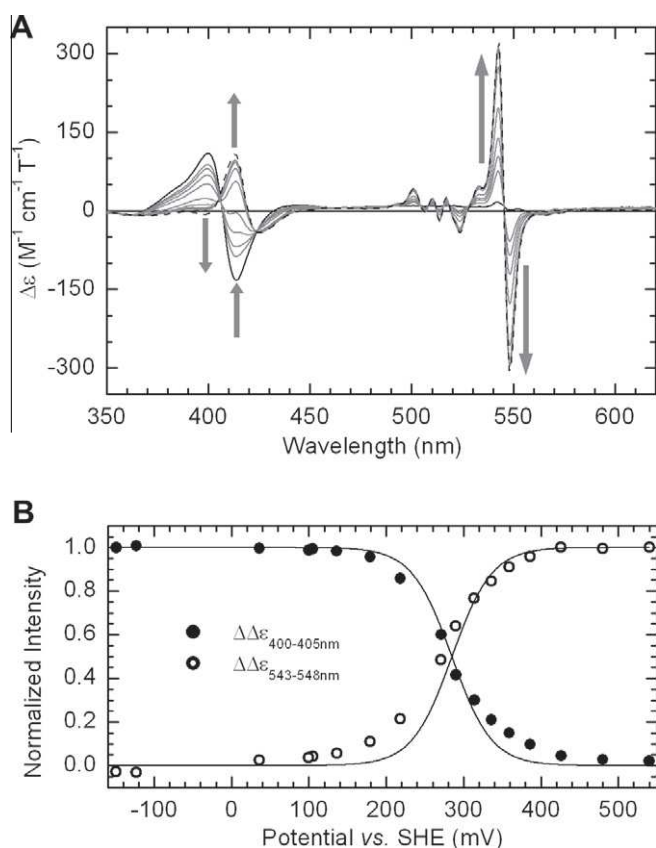 A
300
150
0
-150
-300
Δε (M⁻¹ cm⁻¹ T⁻¹)
350 400 450 500 550 600
Wavelength (nm)
B
1.0
0.8
0.6
0.4
0.2
0.0
Normalized Intensity
ΔΔε400-405nm
ΔΔε543-548nm
-100 0 100 200 300 400 500
Potential vs. SHE (mV)